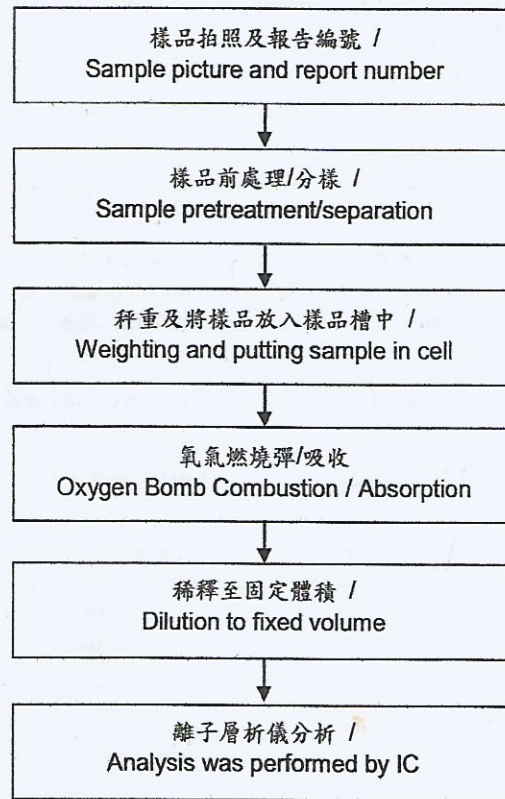 樣品拍照及報告編號 /
Sample picture and report number
樣品前處理/分樣 /
Sample pretreatment/separation
秤重及將樣品放入樣品槽中 /
Weighting and putting sample in cell
氧氣燃燒彈/吸收
Oxygen Bomb Combustion / Absorption
稀釋至固定體積 /
Dilution to fixed volume
離子層析儀分析 /
Analysis was performed by IC